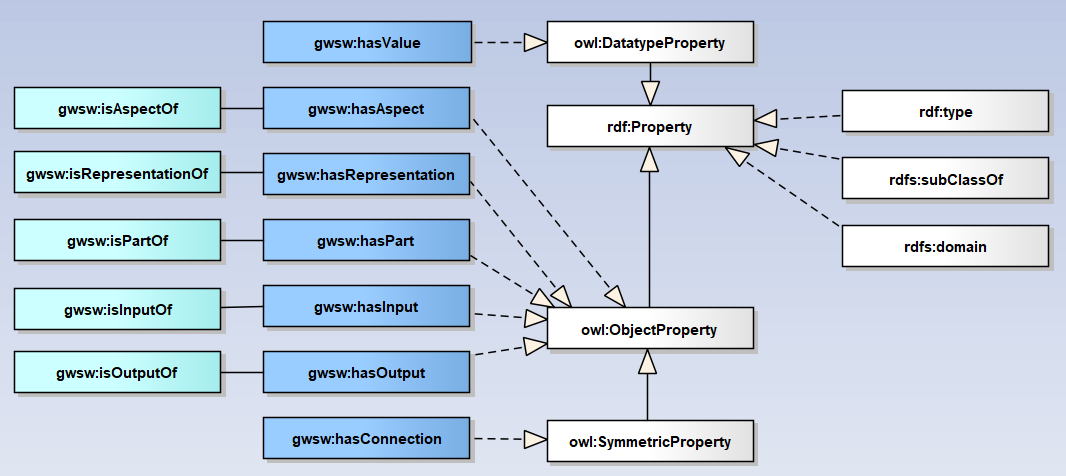 gwsw:hasValue
owl:DatatypeProperty
gwsw:isAspectOf
gwsw:hasAspect
rdf:Property
rdf:type
gwsw:isRepresentationOf
gwsw:hasRepresentation
rdfs:subClassOf
gwsw:isPartOf
gwsw:hasPart
rdfs:domain
gwsw:isInputOf
gwsw:hasInput
owl:ObjectProperty
gwsw:isOutputOf
gwsw:hasOutput
gwsw:hasConnection
owl:SymmetricProperty